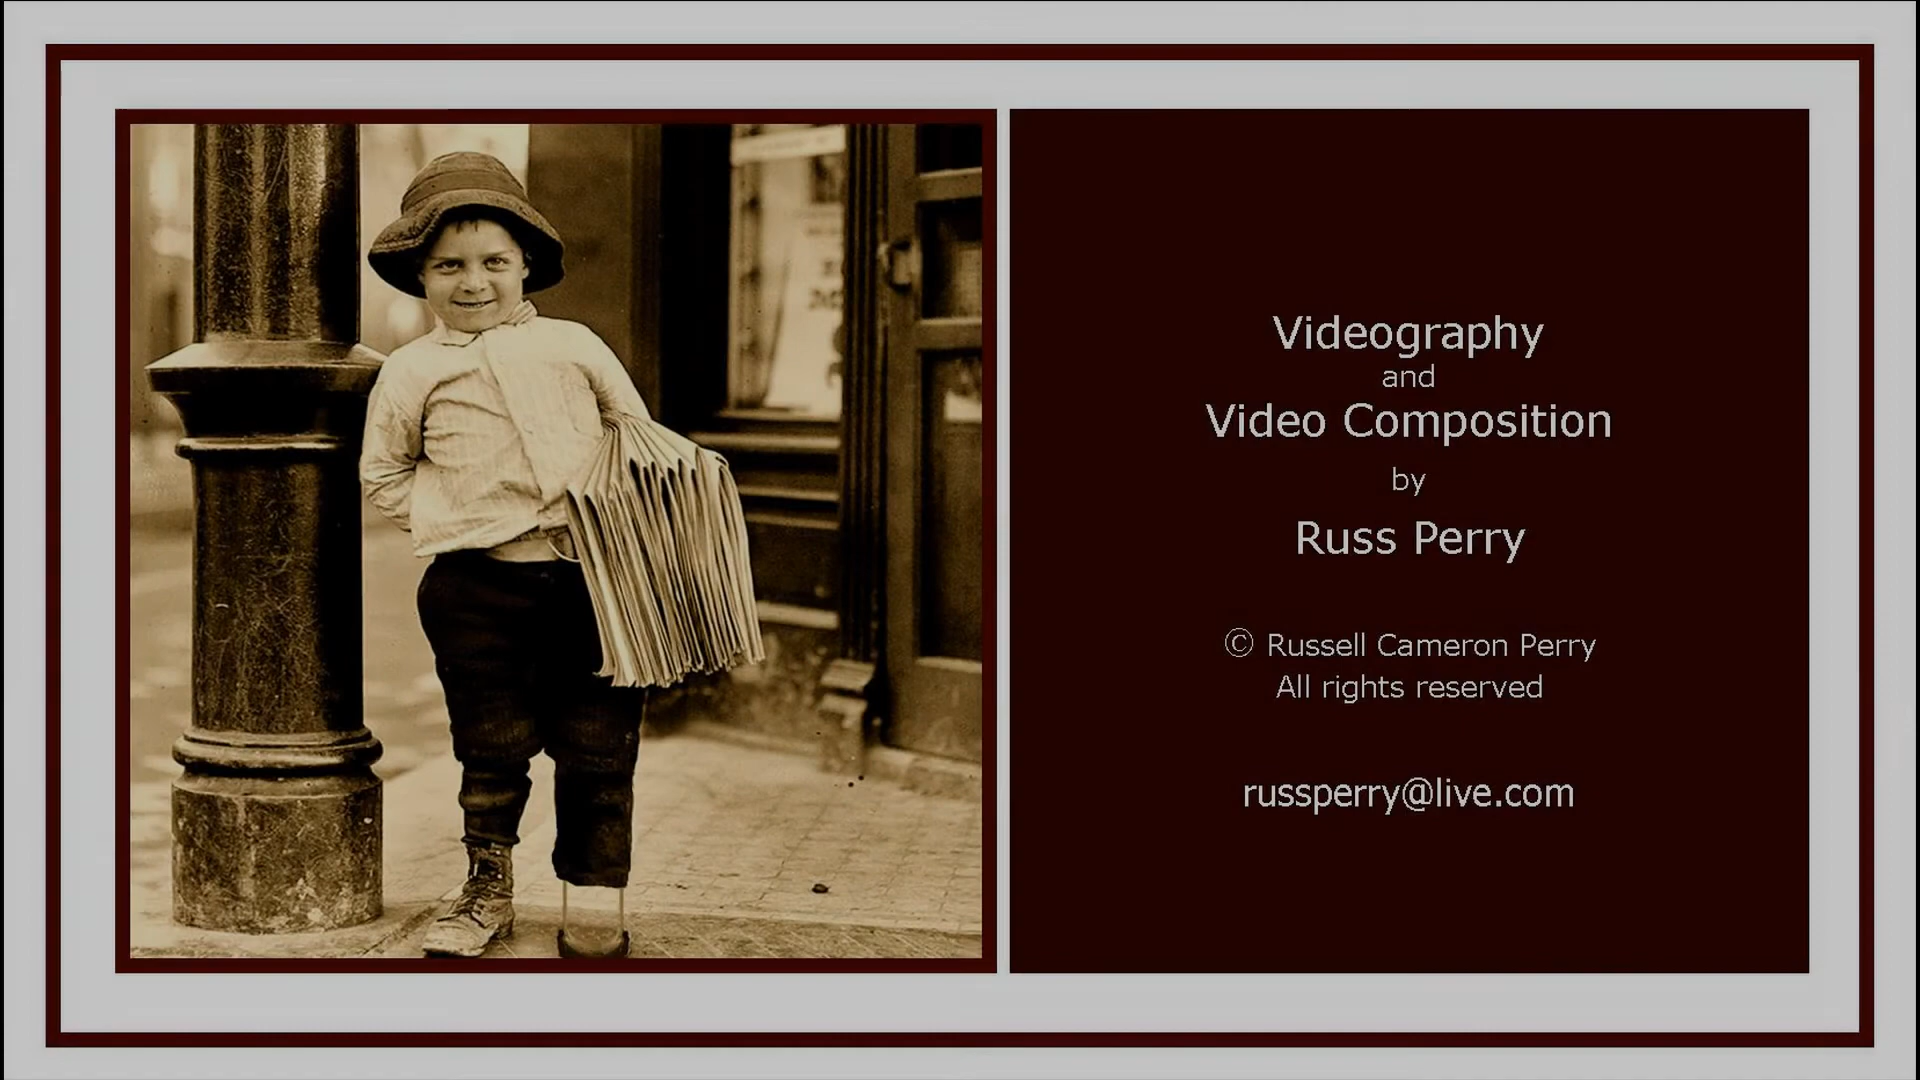 Videography
and
Video Composition
by
Russ Perry
© Russell Cameron Perry
All rights reserved
russperry@live.com